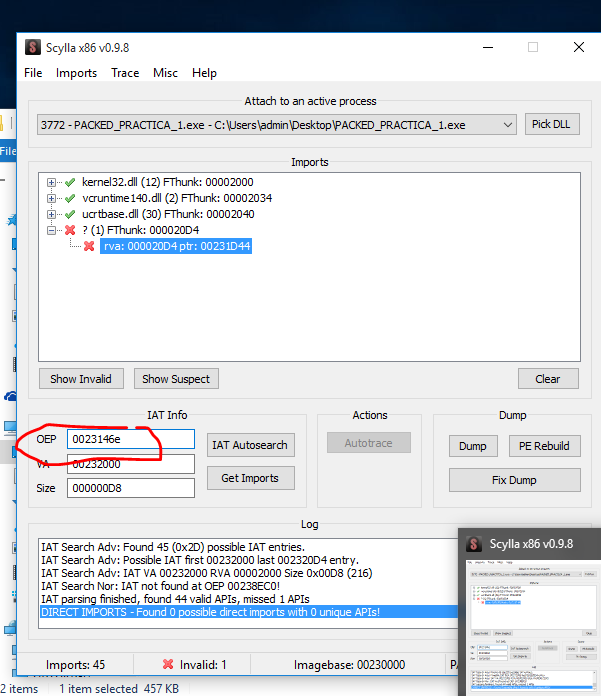 Scylla x86 v0.9.8
File Imports Trace Misc Help
Attach to an active process
3772 - PACKED_PRACTICA_1.exe - C:\Users\admin\Desktop\PACKED_PRACTICA_1.exe
Pick DLL
File
Imports
kernel32.dll (12) FThunk: 00002000
vcruntime140.dll (2) FThunk: 00002034
ucrtbase.dll (30) FThunk: 00002040
? (1) FThunk: 000020D4
rva: 000020D4 ptr: 00231D44
Show Invalid Show Suspect Clear
IAT Info Actions Dump
OEP 0023146e
IAT Autosearch Autotrace Dump PE Rebuild
VA 00232000
Get Imports Fix Dump
Size 000000D8
Log
IAT Search Adv: Found 45 (0x2D) possible IAT entries.
IAT Search Adv: Possible IAT first 00232000 last 002320D4 entry.
IAT Search Adv: IAT VA 00232000 RVA 00002000 Size 0x00D8 (216)
IAT Search Nor: IAT not found at OEP 00238EC0!
IAT parsing finished, found 44 valid APIs, missed 1 APIs
DIRECT IMPORTS - Found 0 possible direct imports with 0 unique APIs!
Scylla x86 v0.9.8
Imports: 45 Invalid: 1 Imagebase: 00230000
1 item selected 457 KB